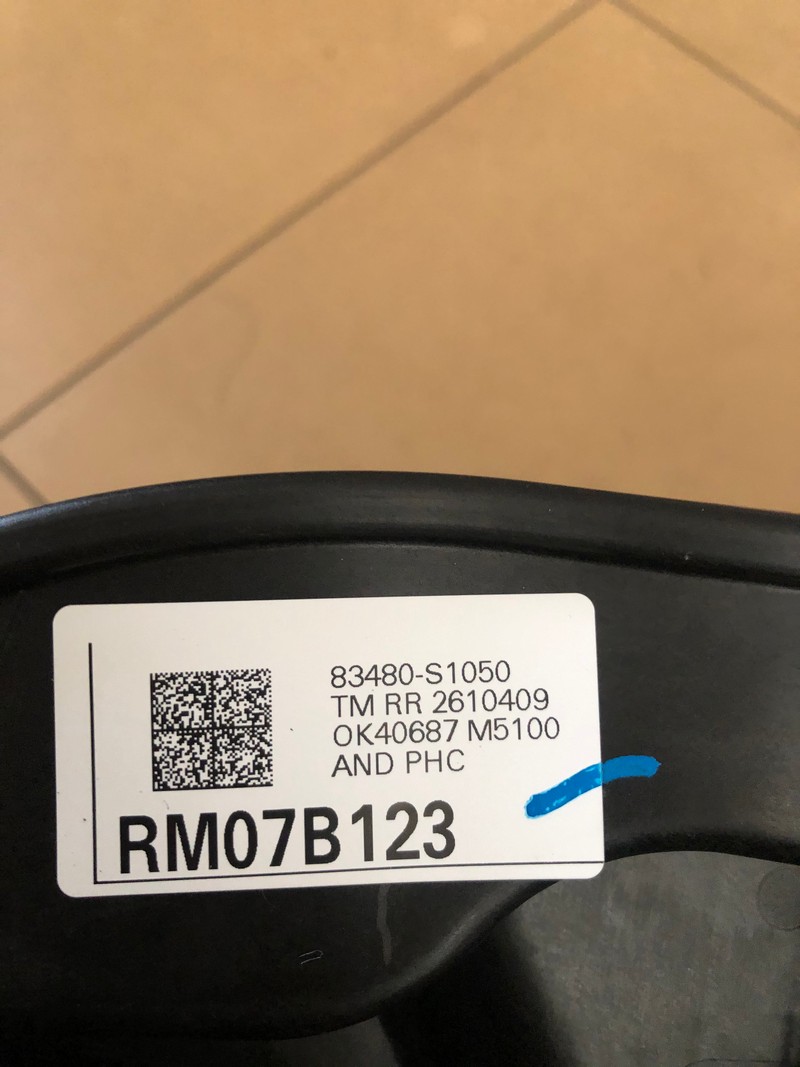 83480-S1050
TM RR 2610409
OK40687 M5100
AND PHC
RM07B123